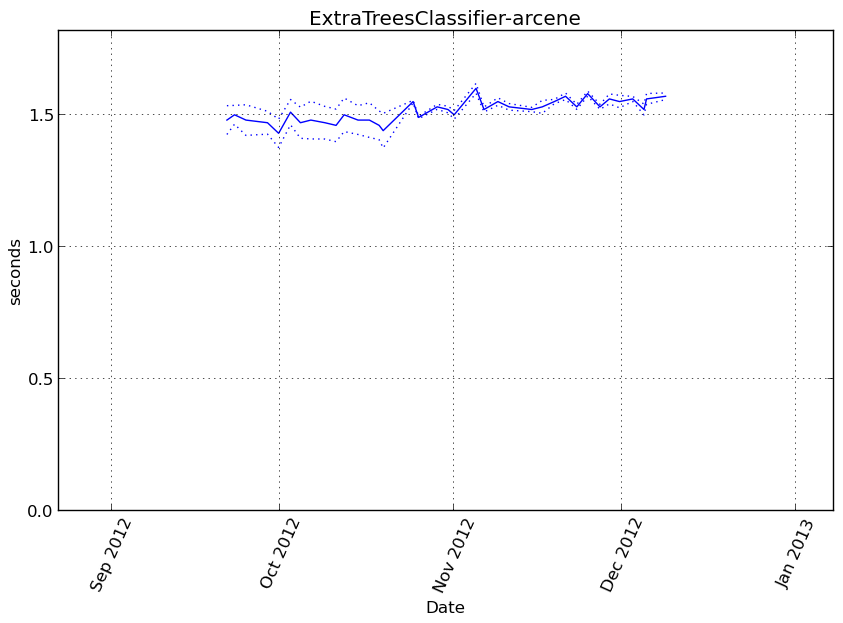 ExtraTreesClassifier-arcene
1.5
1.0
0.5
0.0
seconds
Sep 2012
Oct 2012
Nov 2012
Dec 2012
Jan 2013
Date